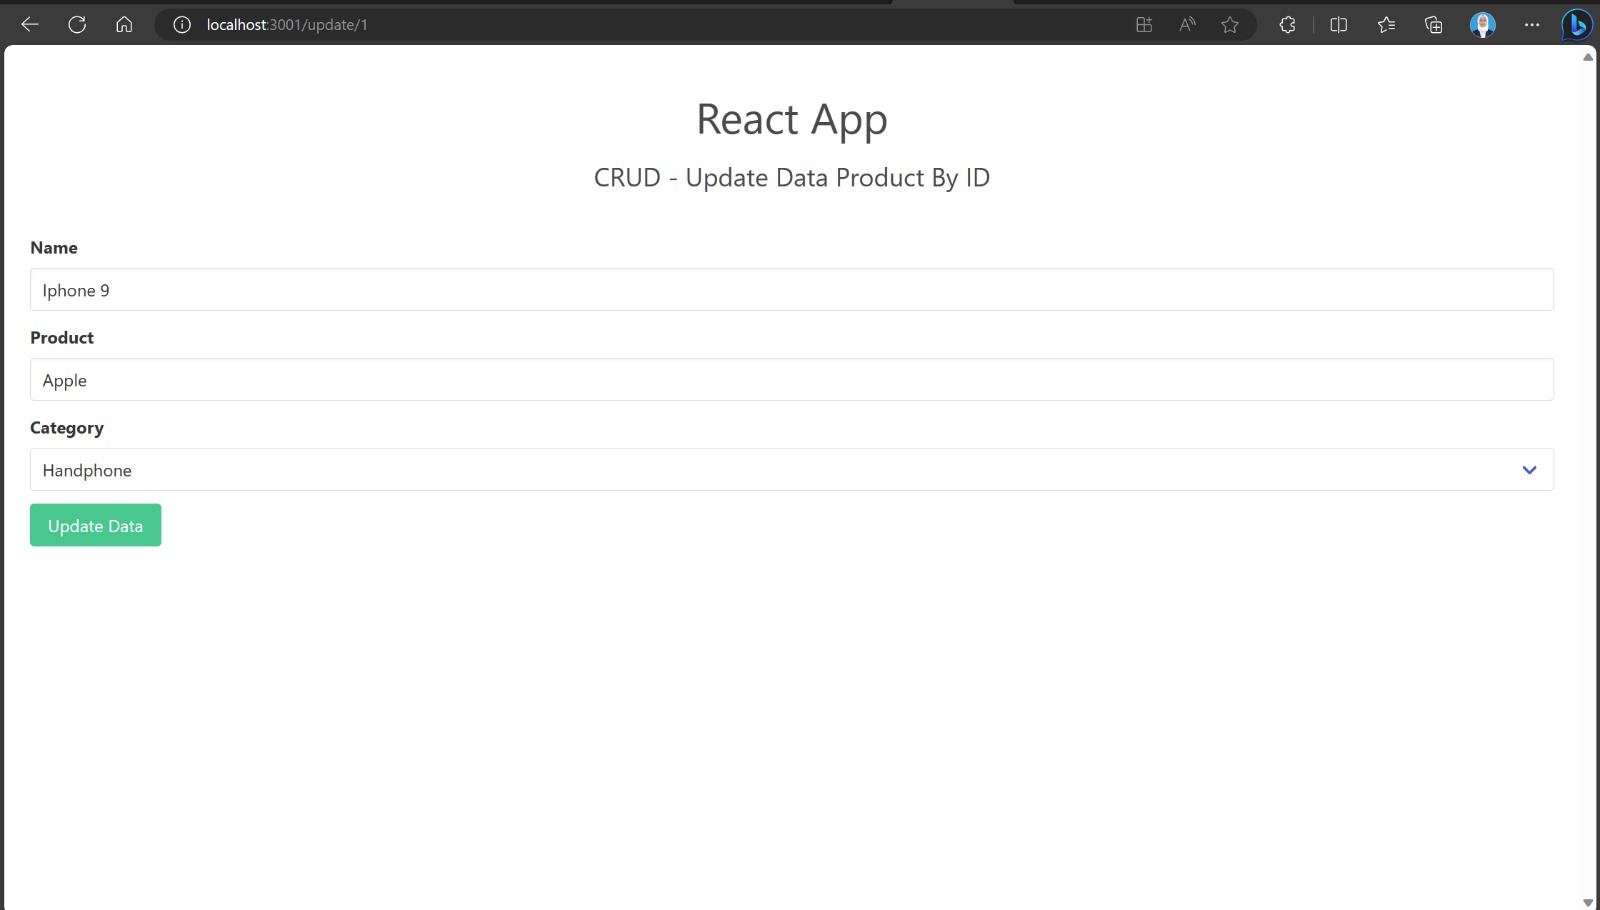 localhost:3001/update/1
React App
CRUD - Update Data Product By ID
Name
Iphone 9
Product
Apple
Category
Handphone
Update Data